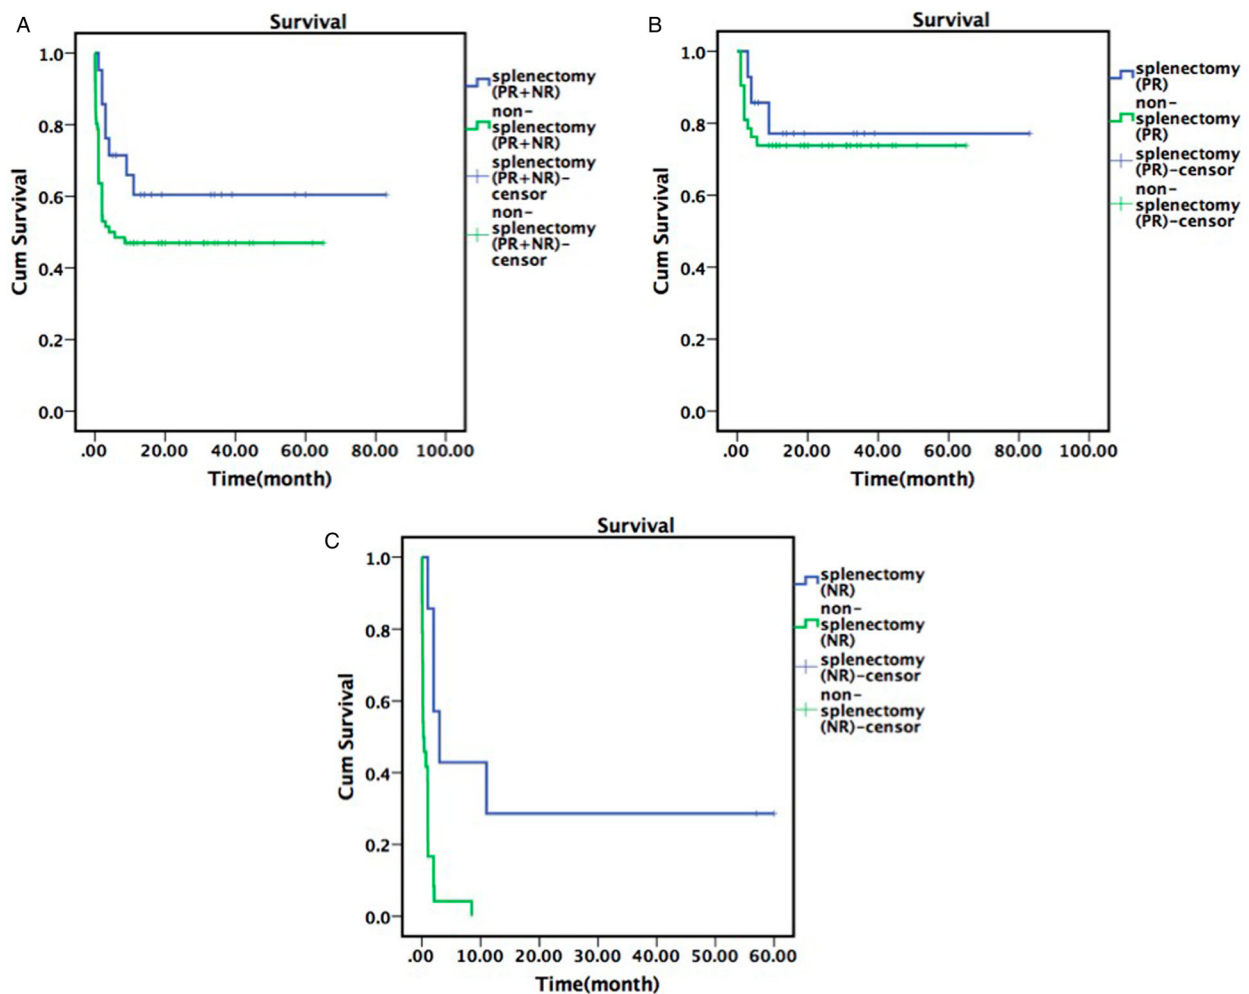 A
Survival
1.0
0.8
0.6
0.4
0.2
0.0
Cum Survival
.00 20.00 40.00 60.00 80.00 100.00
Time(month)
splenectomy
(PR+NR)
non-
splenectomy
(PR+NR)
splenectomy
(PR+NR)-
censor
non-
splenectomy
(PR+NR)-
censor
B
Survival
1.0
0.8
0.6
0.4
0.2
0.0
Cum Survival
.00 20.00 40.00 60.00 80.00 100.00
Time(month)
splenectomy
(PR)
non-
splenectomy
(PR)
splenectomy
(PR)-censor
non-
splenectomy
(PR)-censor
C
Survival
1.0
0.8
0.6
0.4
0.2
0.0
Cum Survival
.00 10.00 20.00 30.00 40.00 50.00 60.00
Time(month)
splenectomy
(NR)
non-
splenectomy
(NR)
splenectomy
(NR)-censor
non-
splenectomy
(NR)-censor